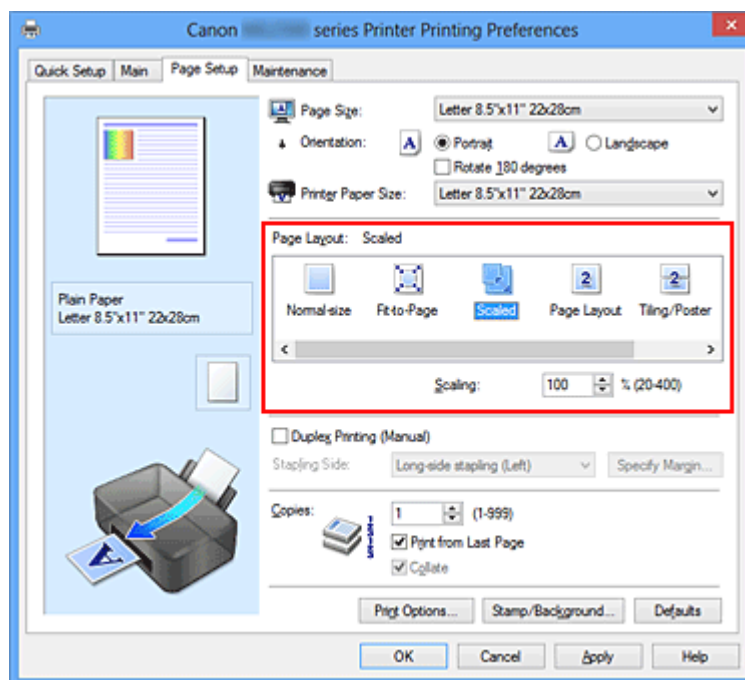 Canon series Printer Printing Preferences
Quick Setup Main Page Setup Maintenance
Page Size: Letter 8.5"x11" 22x28cm
Orientation: A Portrait A Landscape
Rotate 180 degrees
Printer Paper Size: Letter 8.5"x11" 22x28cm
Page Layout: Scaled
Normal-size Fit-to-Page Scaled Page Layout Tiling/Poster
Scaling: 100 % (20-400)
Plain Paper
Letter 8.5"x11" 22x28cm
Duplex Printing (Manual)
Stapling Side: Long-side stapling (Left) Specify Margin...
Copies: 1 (1-999)
Print from Last Page
Collate
Print Options... Stamp/Background... Defaults
OK Cancel Apply Help